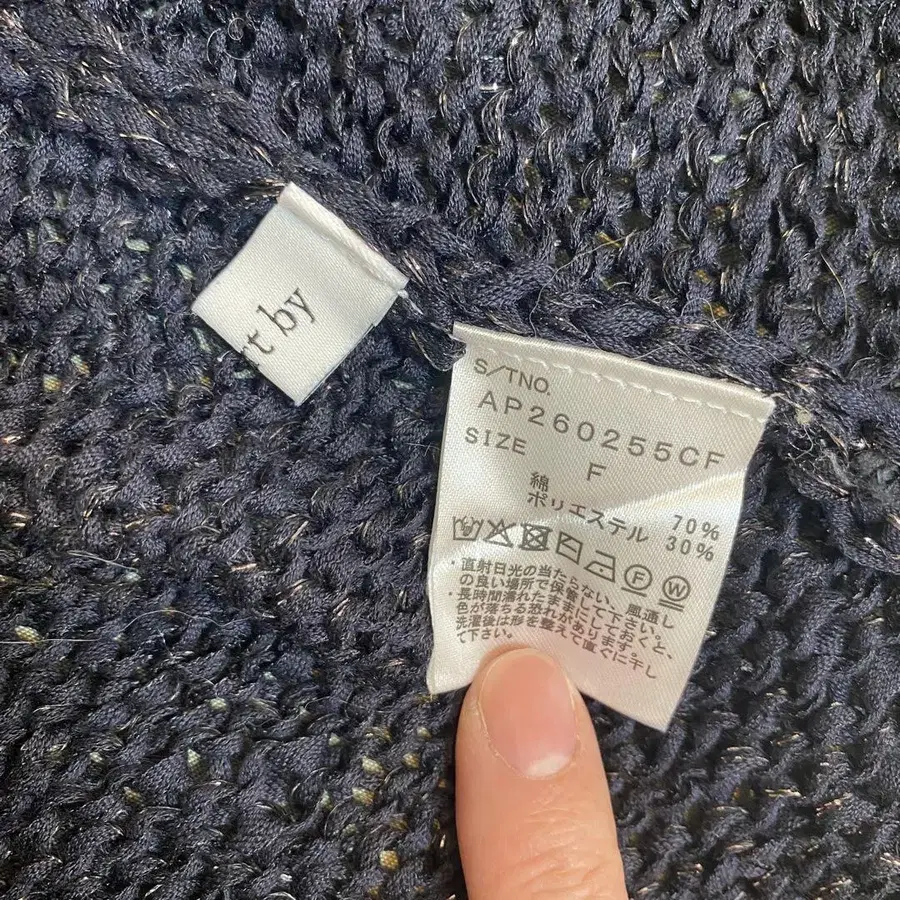 rt by
S/TNO.
AP260255CF
SIZE
F
綿 70%
ポリエステル 30%
F
W
・直射日光の当たらない、風通し
の良い場所で保管して下さい。
・長時間濡れたままにしておくと、
色が落ちる恐れがあります。
洗濯後は形を整えて直ぐに干し
て下さい。